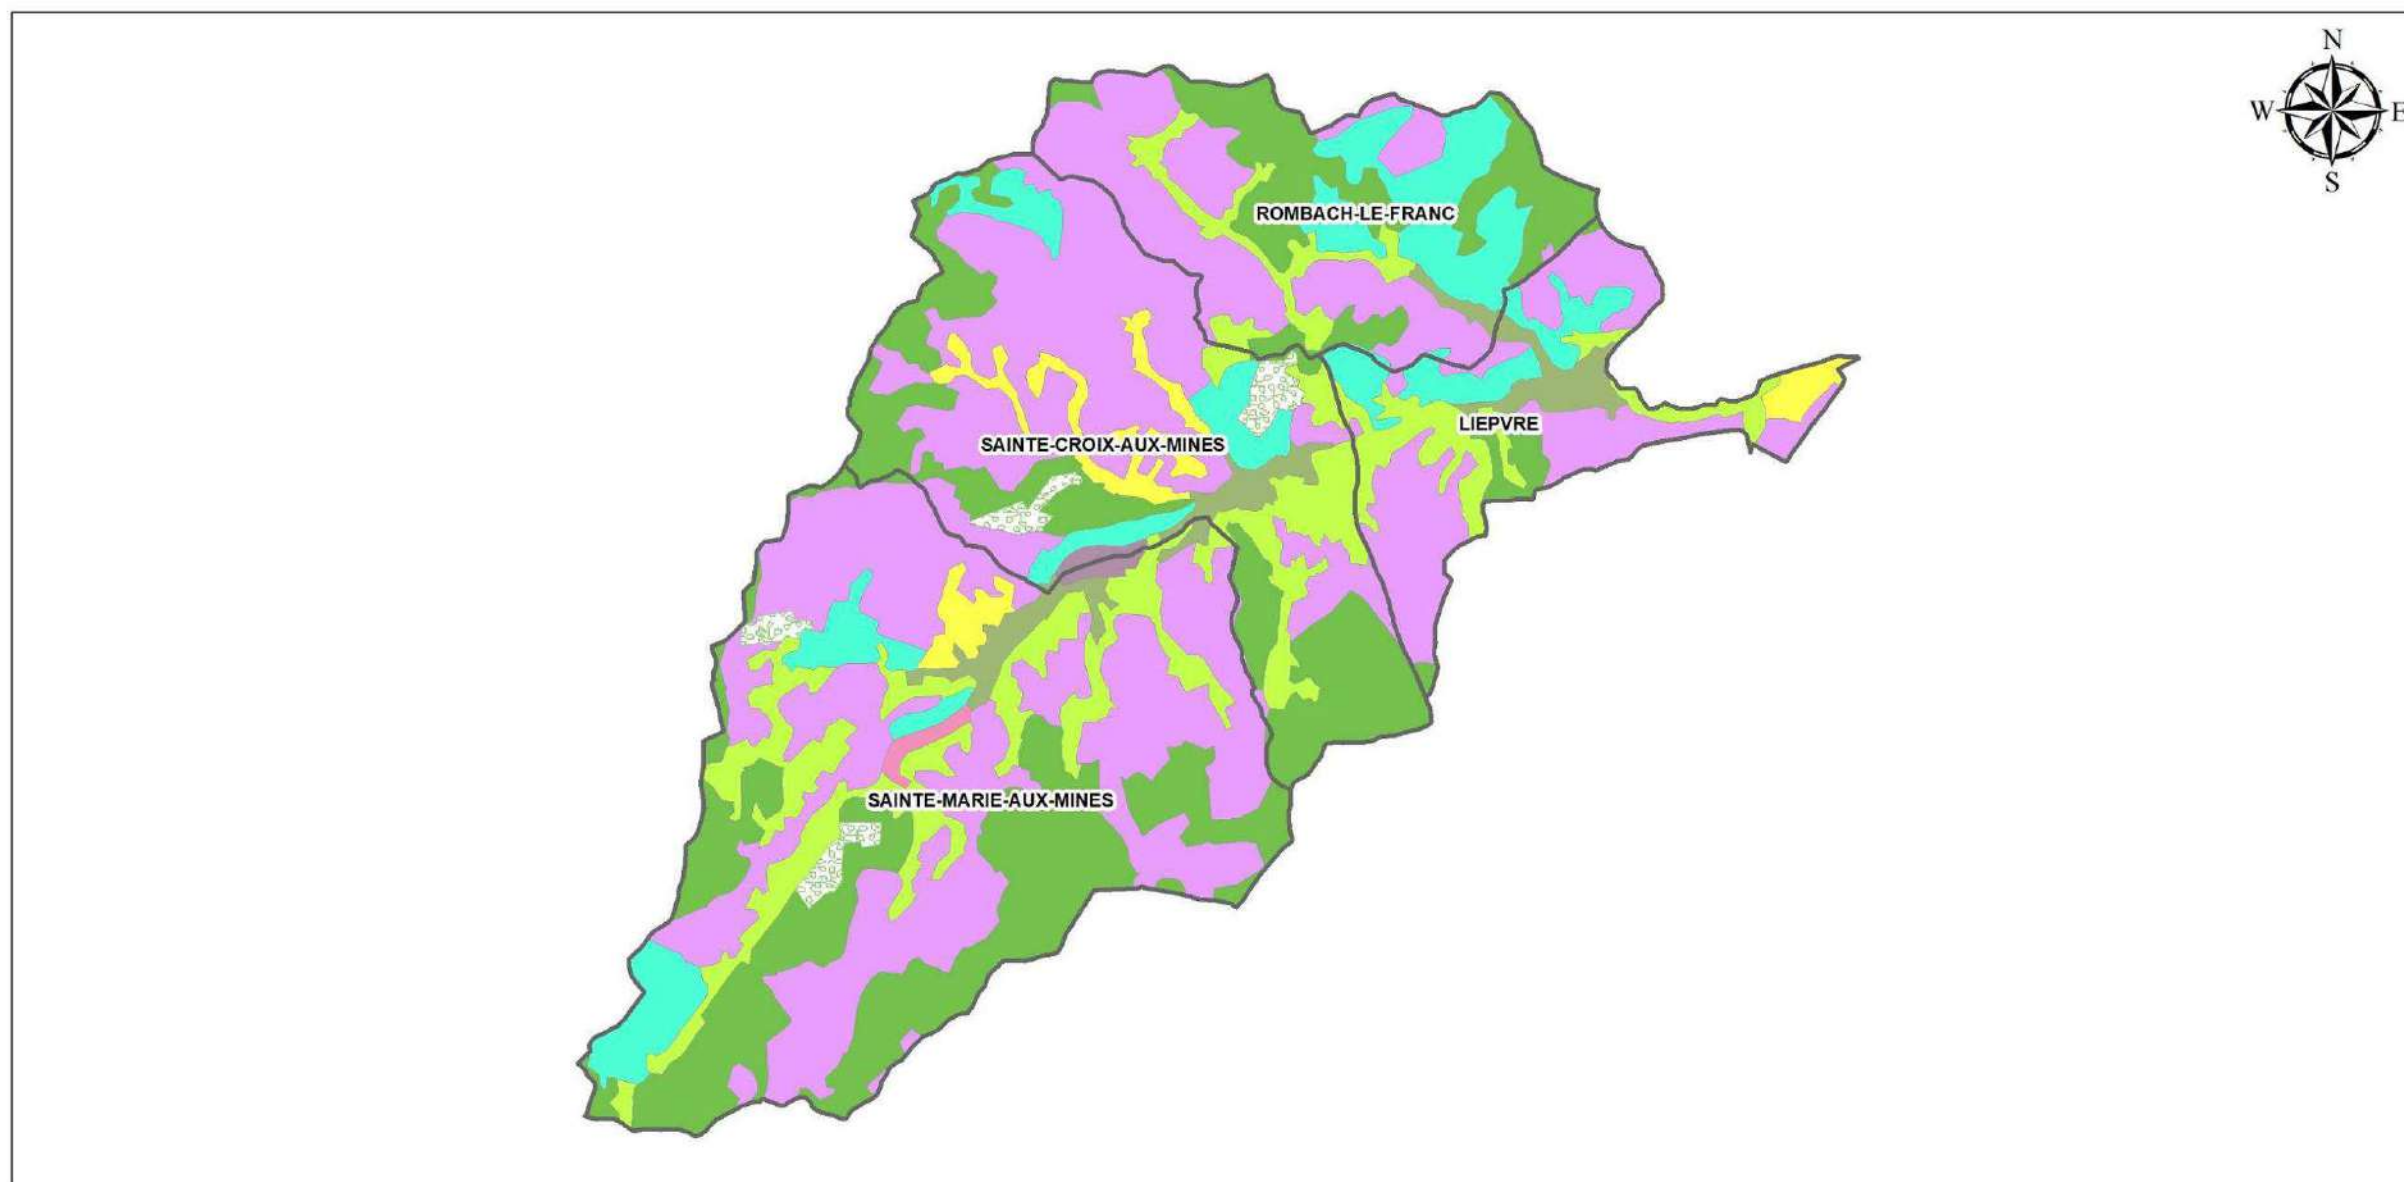 N
W E
S
ROMBACH-LE-FRANC
LIEPVRE
SAINTE-CROIX-AUX-MINES
SAINTE-MARIE-AUX-MINES